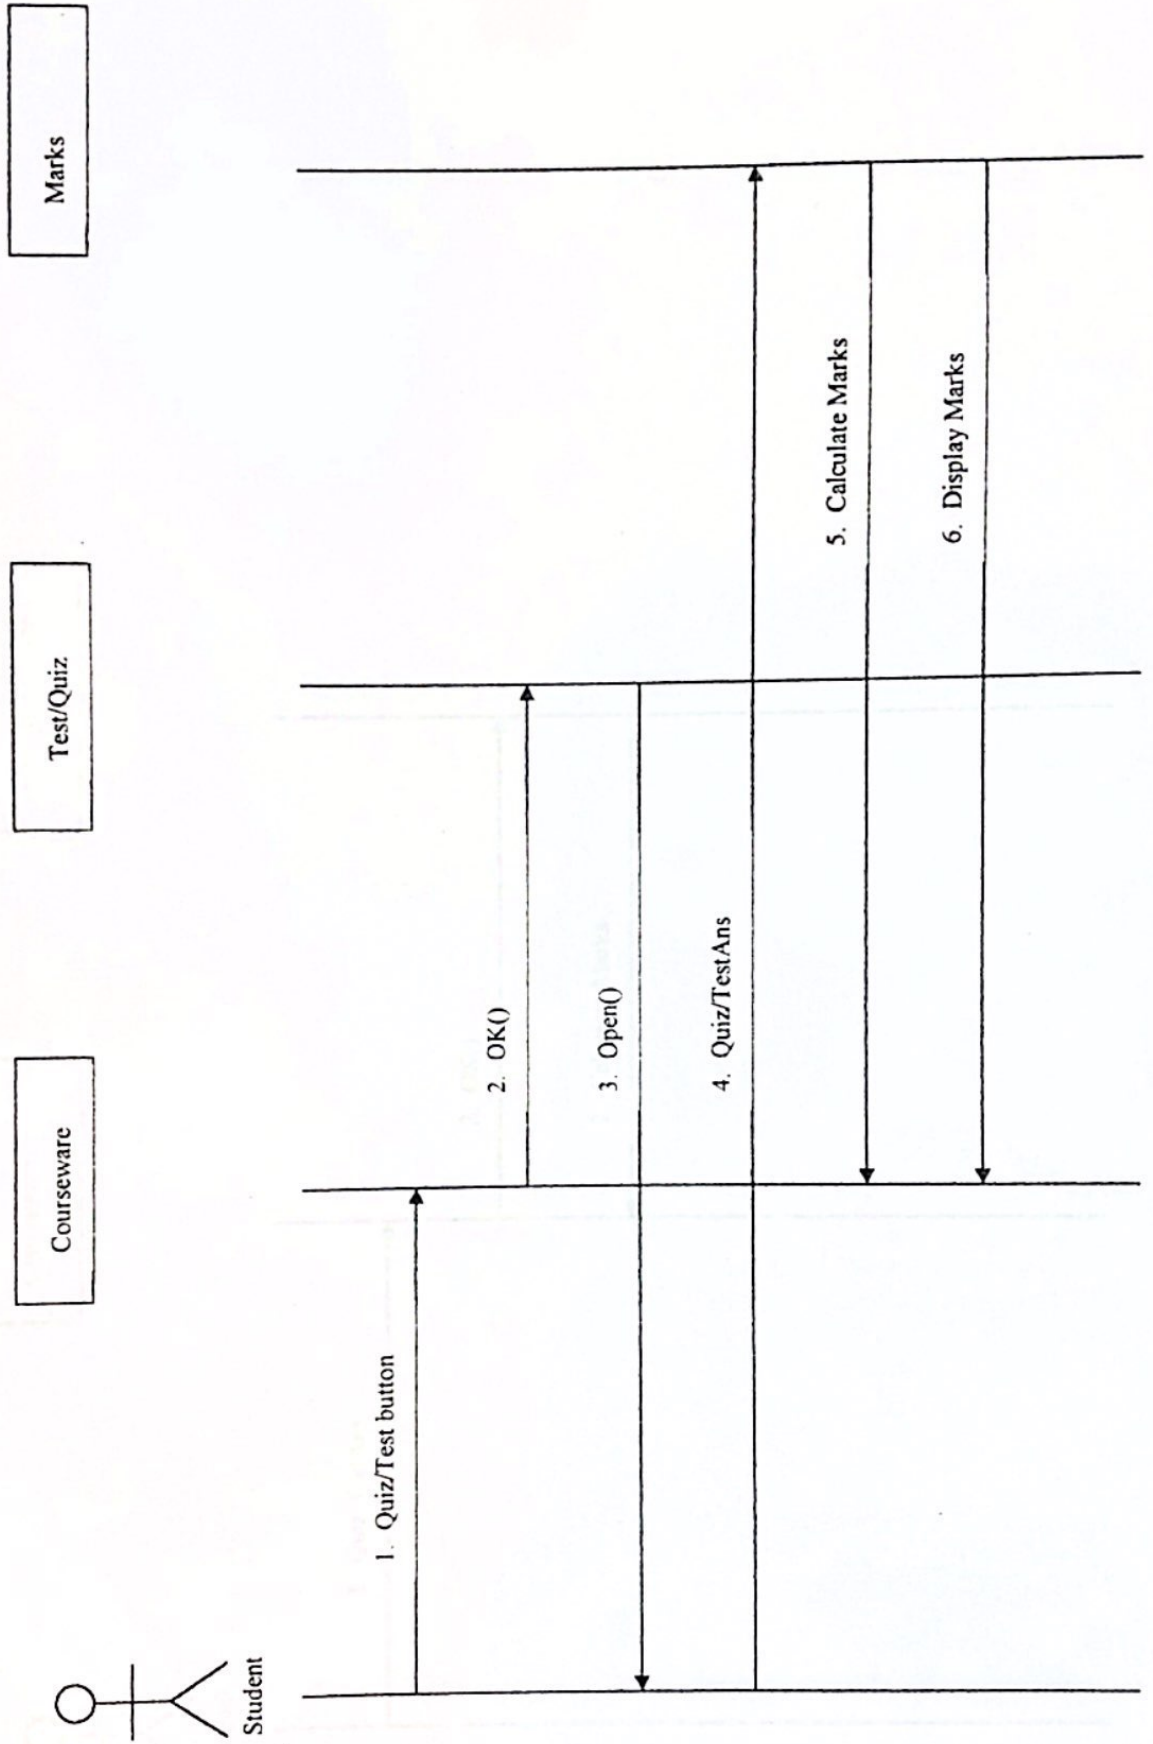 Student
Courseware
Test/Quiz
Marks
1. Quiz/Test button
2. OK()
3. Open()
4. Quiz/TestAns
5. Calculate Marks
6. Display Marks